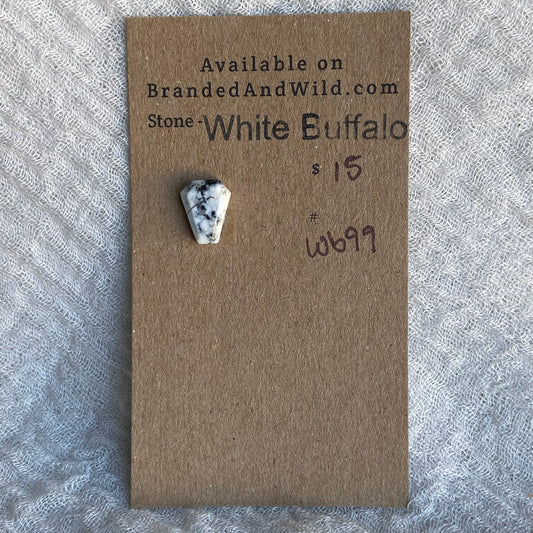 Available on
BrandedAndWild.com
Stone - White Buffalo
$ 15
#
Wb99